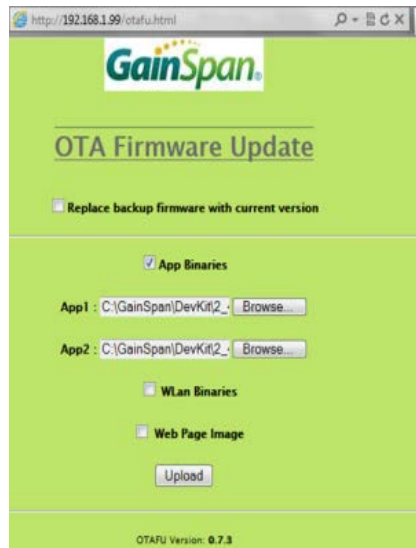 http://192.168.1.99/otafu.html
GainSpan.
OTA Firmware Update
Replace backup firmware with current version
App Binaries
App1 : C:\GainSpan\DevKit\2_ Browse...
App2 : C:\GainSpan\DevKit\2_ Browse...
WLan Binaries
Web Page Image
Upload
OTAFU Version: 0.7.3